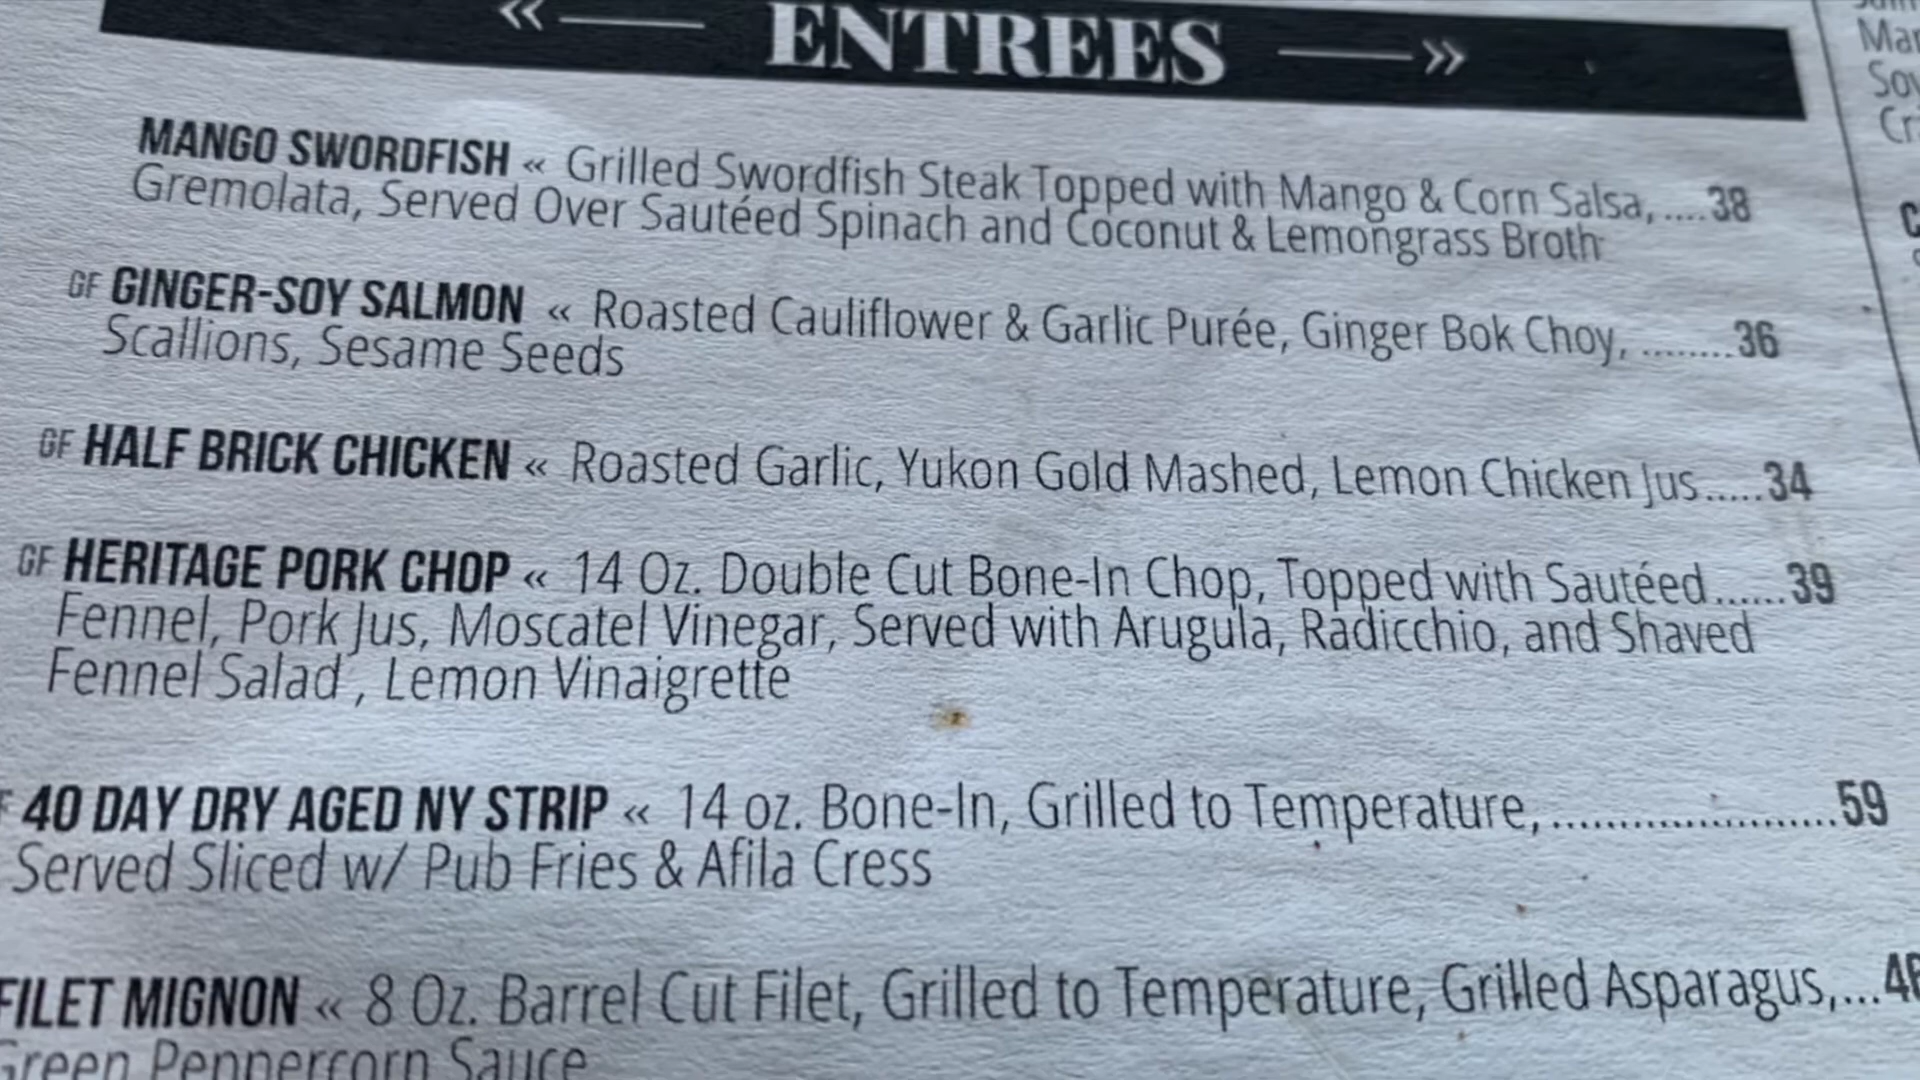 « ENTREES »
MANGO SWORDFISH « Grilled Swordfish Steak Topped with Mango & Corn Salsa, ....38
Gremolata, Served Over Sautéed Spinach and Coconut & Lemongrass Broth
GF GINGER-SOY SALMON « Roasted Cauliflower & Garlic Purée, Ginger Bok Choy, ........36
Scallions, Sesame Seeds
GF HALF BRICK CHICKEN « Roasted Garlic, Yukon Gold Mashed, Lemon Chicken Jus.....34
GF HERITAGE PORK CHOP « 14 Oz. Double Cut Bone-In Chop, Topped with Sautéed......39
Fennel, Pork Jus, Moscatel Vinegar, Served with Arugula, Radicchio, and Shaved
Fennel Salad , Lemon Vinaigrette
40 DAY DRY AGED NY STRIP « 14 oz. Bone-In, Grilled to Temperature,......................59
Served Sliced w/ Pub Fries & Afila Cress
FILET MIGNON « 8 Oz. Barrel Cut Filet, Grilled to Temperature, Grilled Asparagus,...
Green Peppercorn Sauce